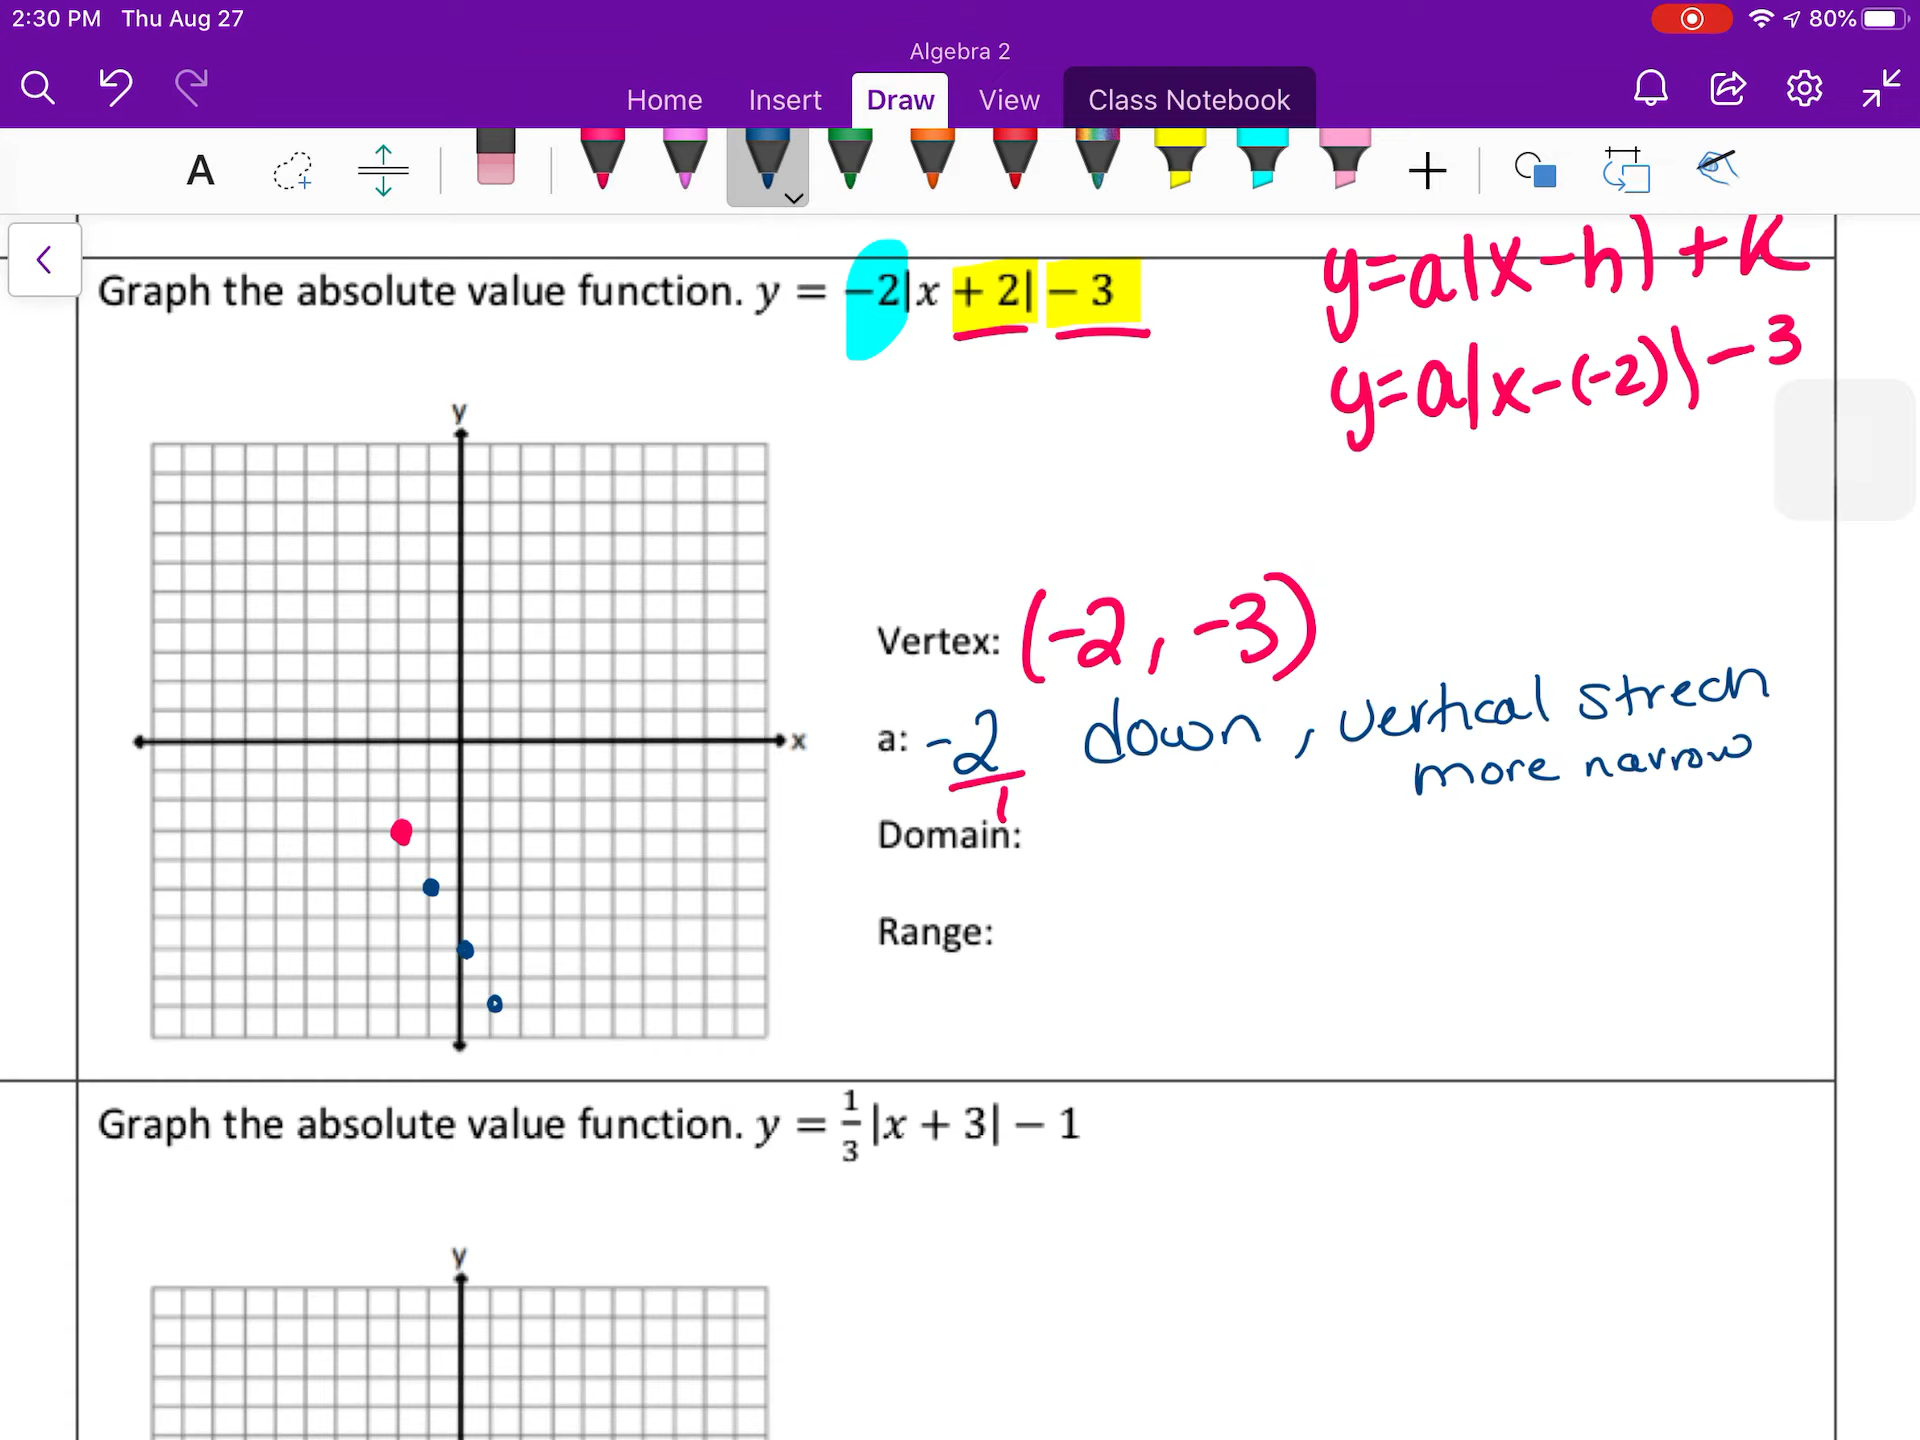 2:30 PM Thu Aug 27
80%
Algebra 2
Home Insert Draw View Class Notebook
A
Graph the absolute value function. y = −2|x + 2| − 3
y=a|x-h|+k
y=a|x-(-2)|-3
y
x
Vertex: (-2, -3)
a: -2/1 down, vertical strech
more narrow
Domain:
Range:
Graph the absolute value function. y = 1/3|x + 3| − 1
y